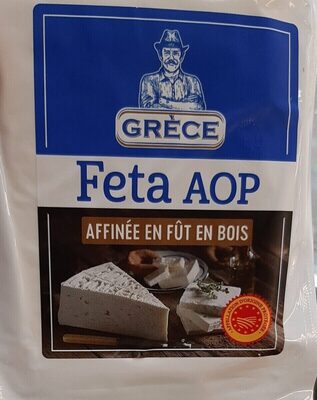 GRÈCE
Feta AOP
AFFINÉE EN FÛT EN BOIS